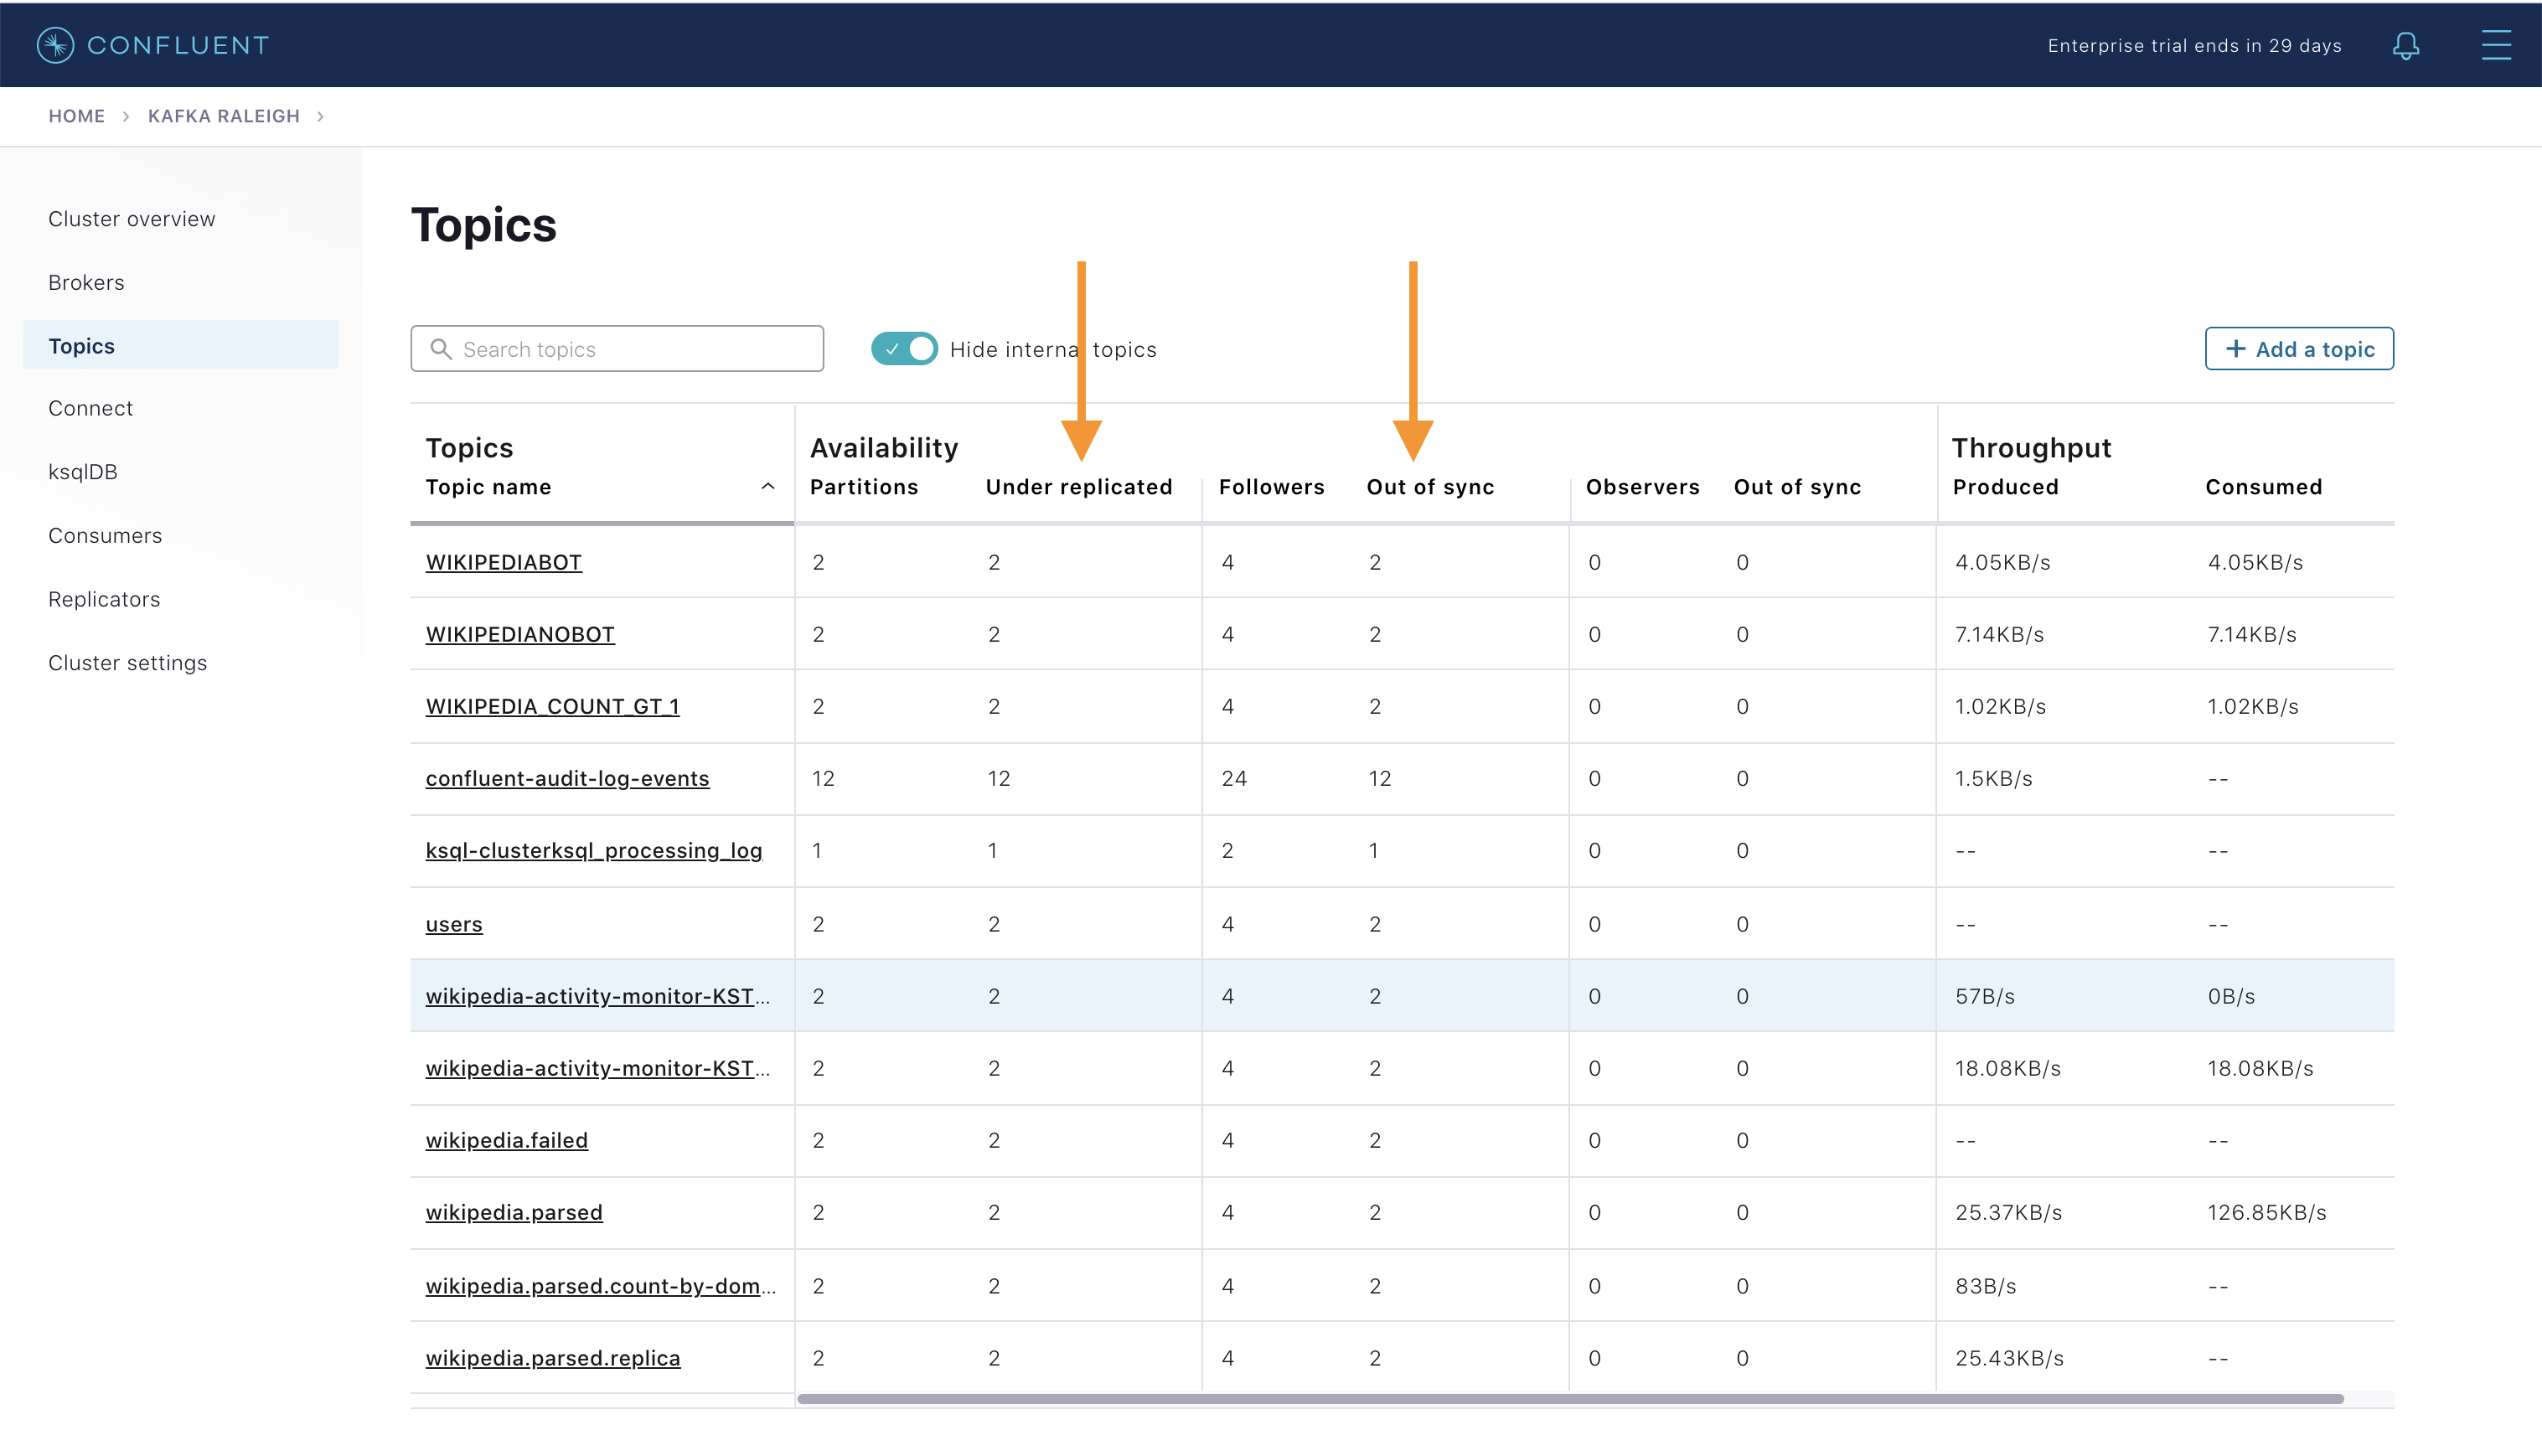 CONFLUENT
Enterprise trial ends in 29 days
HOME > KAFKA RALEIGH >
Cluster overview
Brokers
Topics
Connect
ksqlDB
Consumers
Replicators
Cluster settings
Topics
Search topics
Hide internal topics
+ Add a topic
Topics Availability Throughput
Topic name Partitions Under replicated Followers Out of sync Observers Out of sync Produced Consumed
WIKIPEDIABOT 2 2 4 2 0 0 4.05KB/s 4.05KB/s
WIKIPEDIANOBOT 2 2 4 2 0 0 7.14KB/s 7.14KB/s
WIKIPEDIA_COUNT_GT_1 2 2 4 2 0 0 1.02KB/s 1.02KB/s
confluent-audit-log-events 12 12 24 12 0 0 1.5KB/s --
ksql-clusterksql_processing_log 1 1 2 1 0 0 -- --
users 2 2 4 2 0 0 -- --
wikipedia-activity-monitor-KST... 2 2 4 2 0 0 57B/s 0B/s
wikipedia-activity-monitor-KST... 2 2 4 2 0 0 18.08KB/s 18.08KB/s
wikipedia.failed 2 2 4 2 0 0 -- --
wikipedia.parsed 2 2 4 2 0 0 25.37KB/s 126.85KB/s
wikipedia.parsed.count-by-dom... 2 2 4 2 0 0 83B/s --
wikipedia.parsed.replica 2 2 4 2 0 0 25.43KB/s --